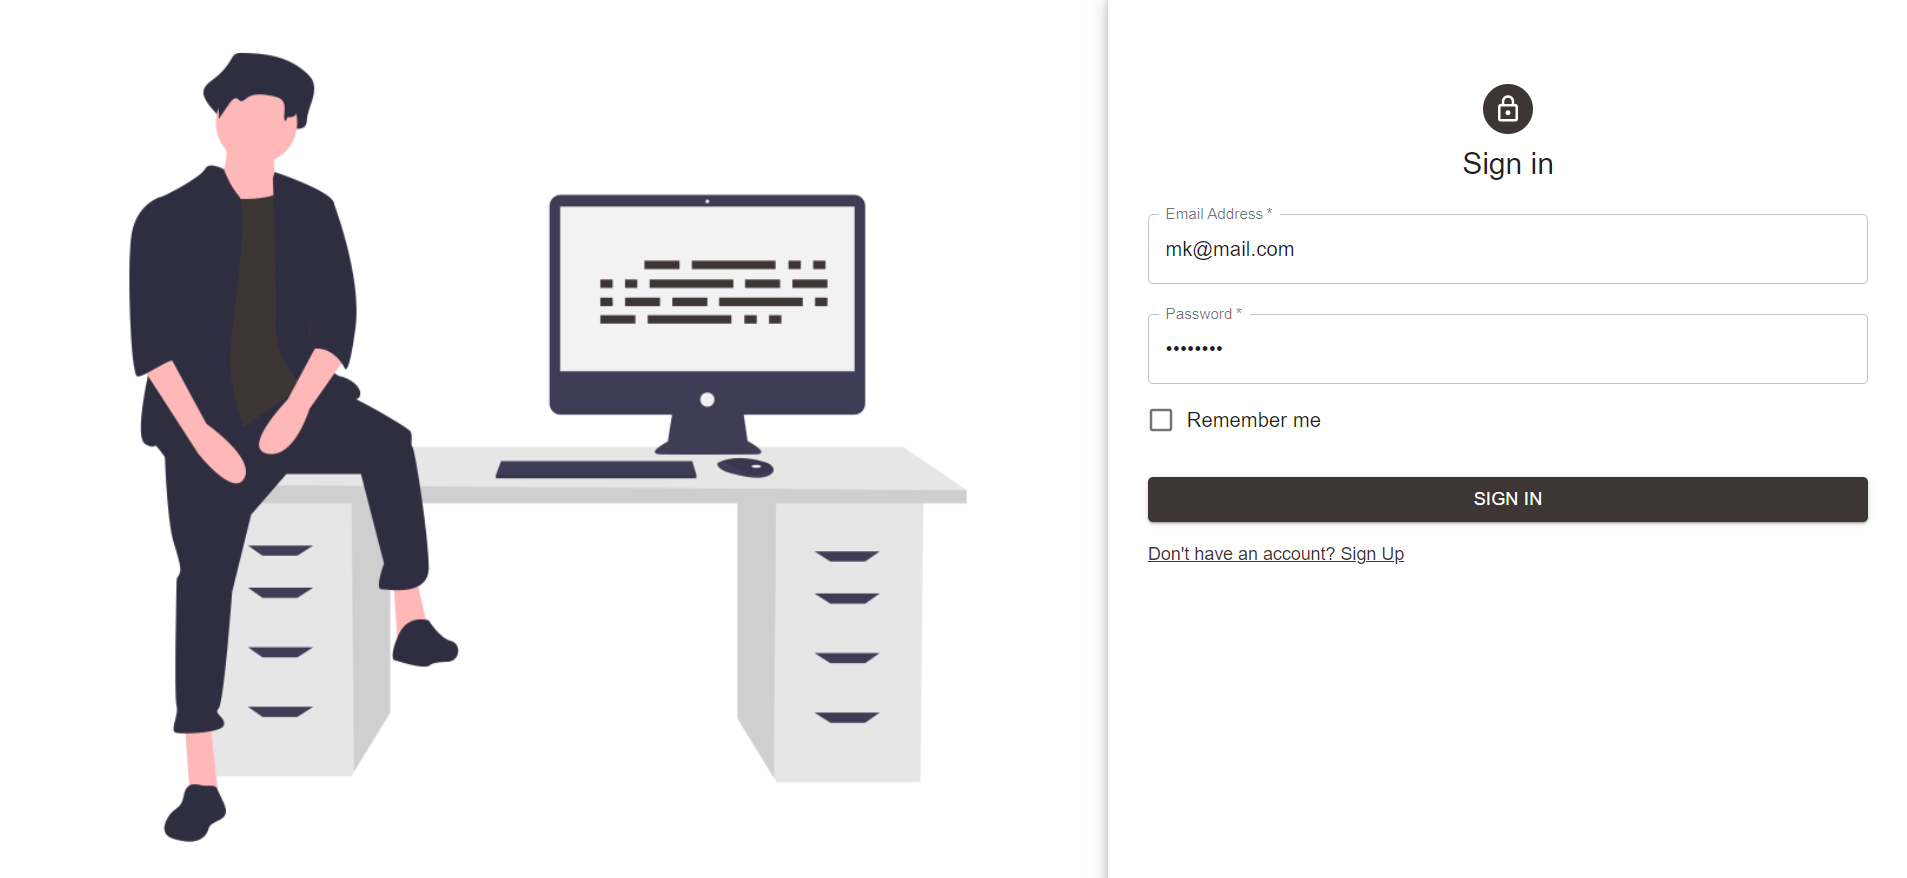 Sign in
Email Address *
mk@mail.com
Password *
••••••••
Remember me
SIGN IN
Don't have an account? Sign Up